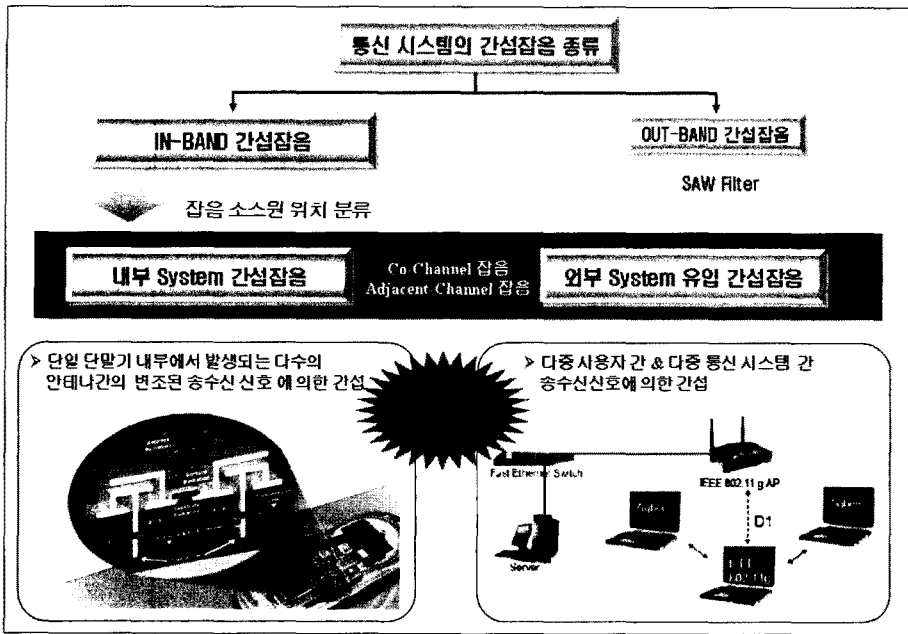 통신 시스템의 간섭잡음 종류
IN-BAND 간섭잡음
OUT-BAND 간섭잡음
SAW Filter
잡음 소스원 위치 분류
내부 System 간섭잡음
Co-Channel 잡음
Adjacent-Channel 잡음
외부 System 유입 간섭잡음
➢ 단일 단말기 내부에서 발생되는 다수의
안테나간의 변조된 송수신 신호 에 의한 간섭
➢ 다중 사용자 간 & 다중 통신 시스템 간
송수신신호에 의한 간섭
Fast Ethernet Switch
IEEE 802.11 g AP
D1
Server